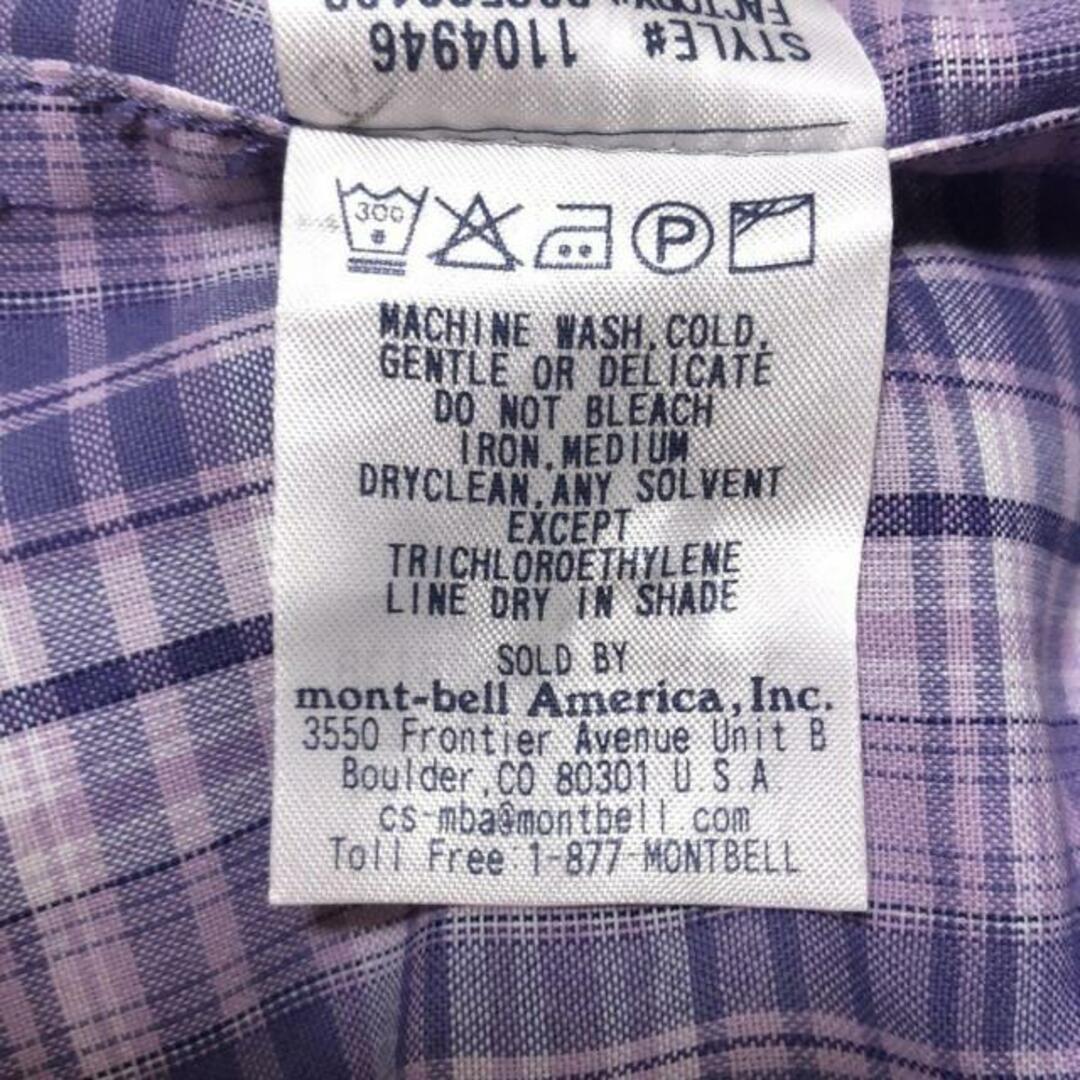 STYLE# 1104946
300
P
MACHINE WASH,COLD,
GENTLE OR DELICATE
DO NOT BLEACH
IRON,MEDIUM
DRYCLEAN,ANY SOLVENT
EXCEPT
TRICHLOROETHYLENE
LINE DRY IN SHADE
SOLD BY
mont-bell America,Inc.
3550 Frontier Avenue Unit B
Boulder,CO 80301 U S A
cs-mba@montbell com
Toll Free 1-877-MONTBELL